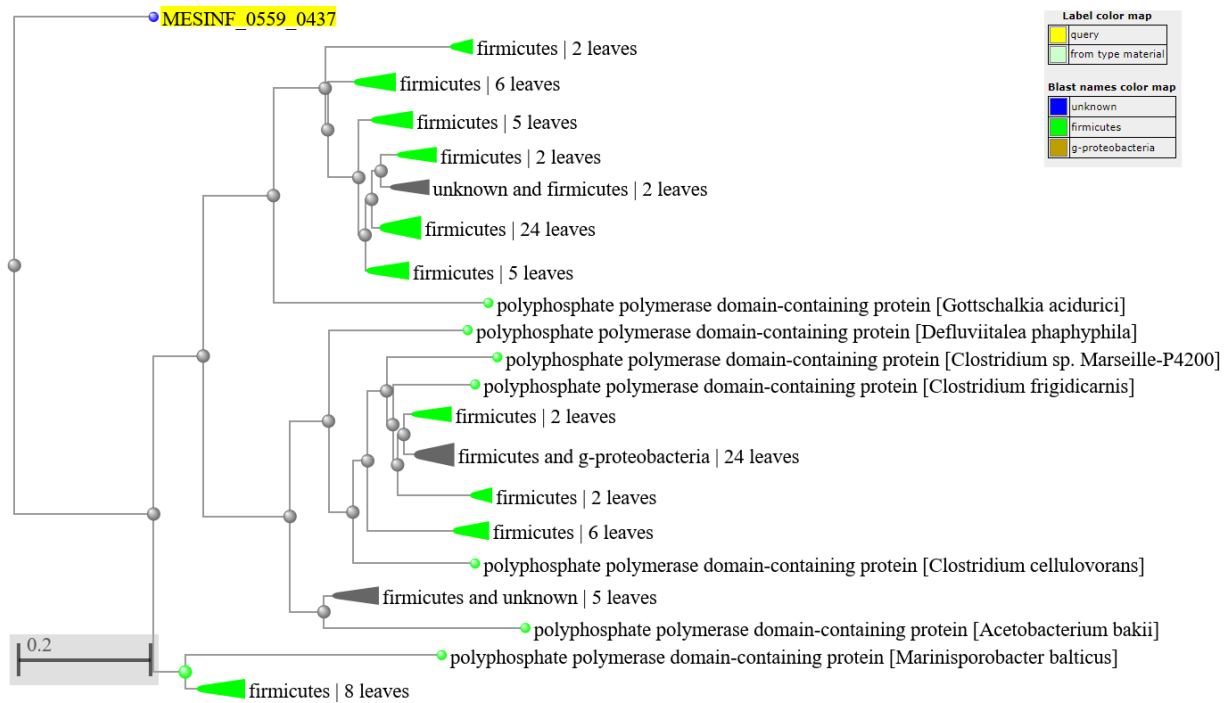 MESINF_0559_0437
Label color map
query
from type material
Blast names color map
unknown
firmicutes
g-proteobacteria
firmicutes | 2 leaves
firmicutes | 6 leaves
firmicutes | 5 leaves
firmicutes | 2 leaves
unknown and firmicutes | 2 leaves
firmicutes | 24 leaves
firmicutes | 5 leaves
polyphosphate polymerase domain-containing protein [Gottschalkia acidurici]
polyphosphate polymerase domain-containing protein [Defluviitalea phaphyphila]
polyphosphate polymerase domain-containing protein [Clostridium sp. Marseille-P4200]
polyphosphate polymerase domain-containing protein [Clostridium frigidicarnis]
firmicutes | 2 leaves
firmicutes and g-proteobacteria | 24 leaves
firmicutes | 2 leaves
firmicutes | 6 leaves
polyphosphate polymerase domain-containing protein [Clostridium cellulovorans]
firmicutes and unknown | 5 leaves
polyphosphate polymerase domain-containing protein [Acetobacterium bakii]
0.2
polyphosphate polymerase domain-containing protein [Marinisporobacter balticus]
firmicutes | 8 leaves